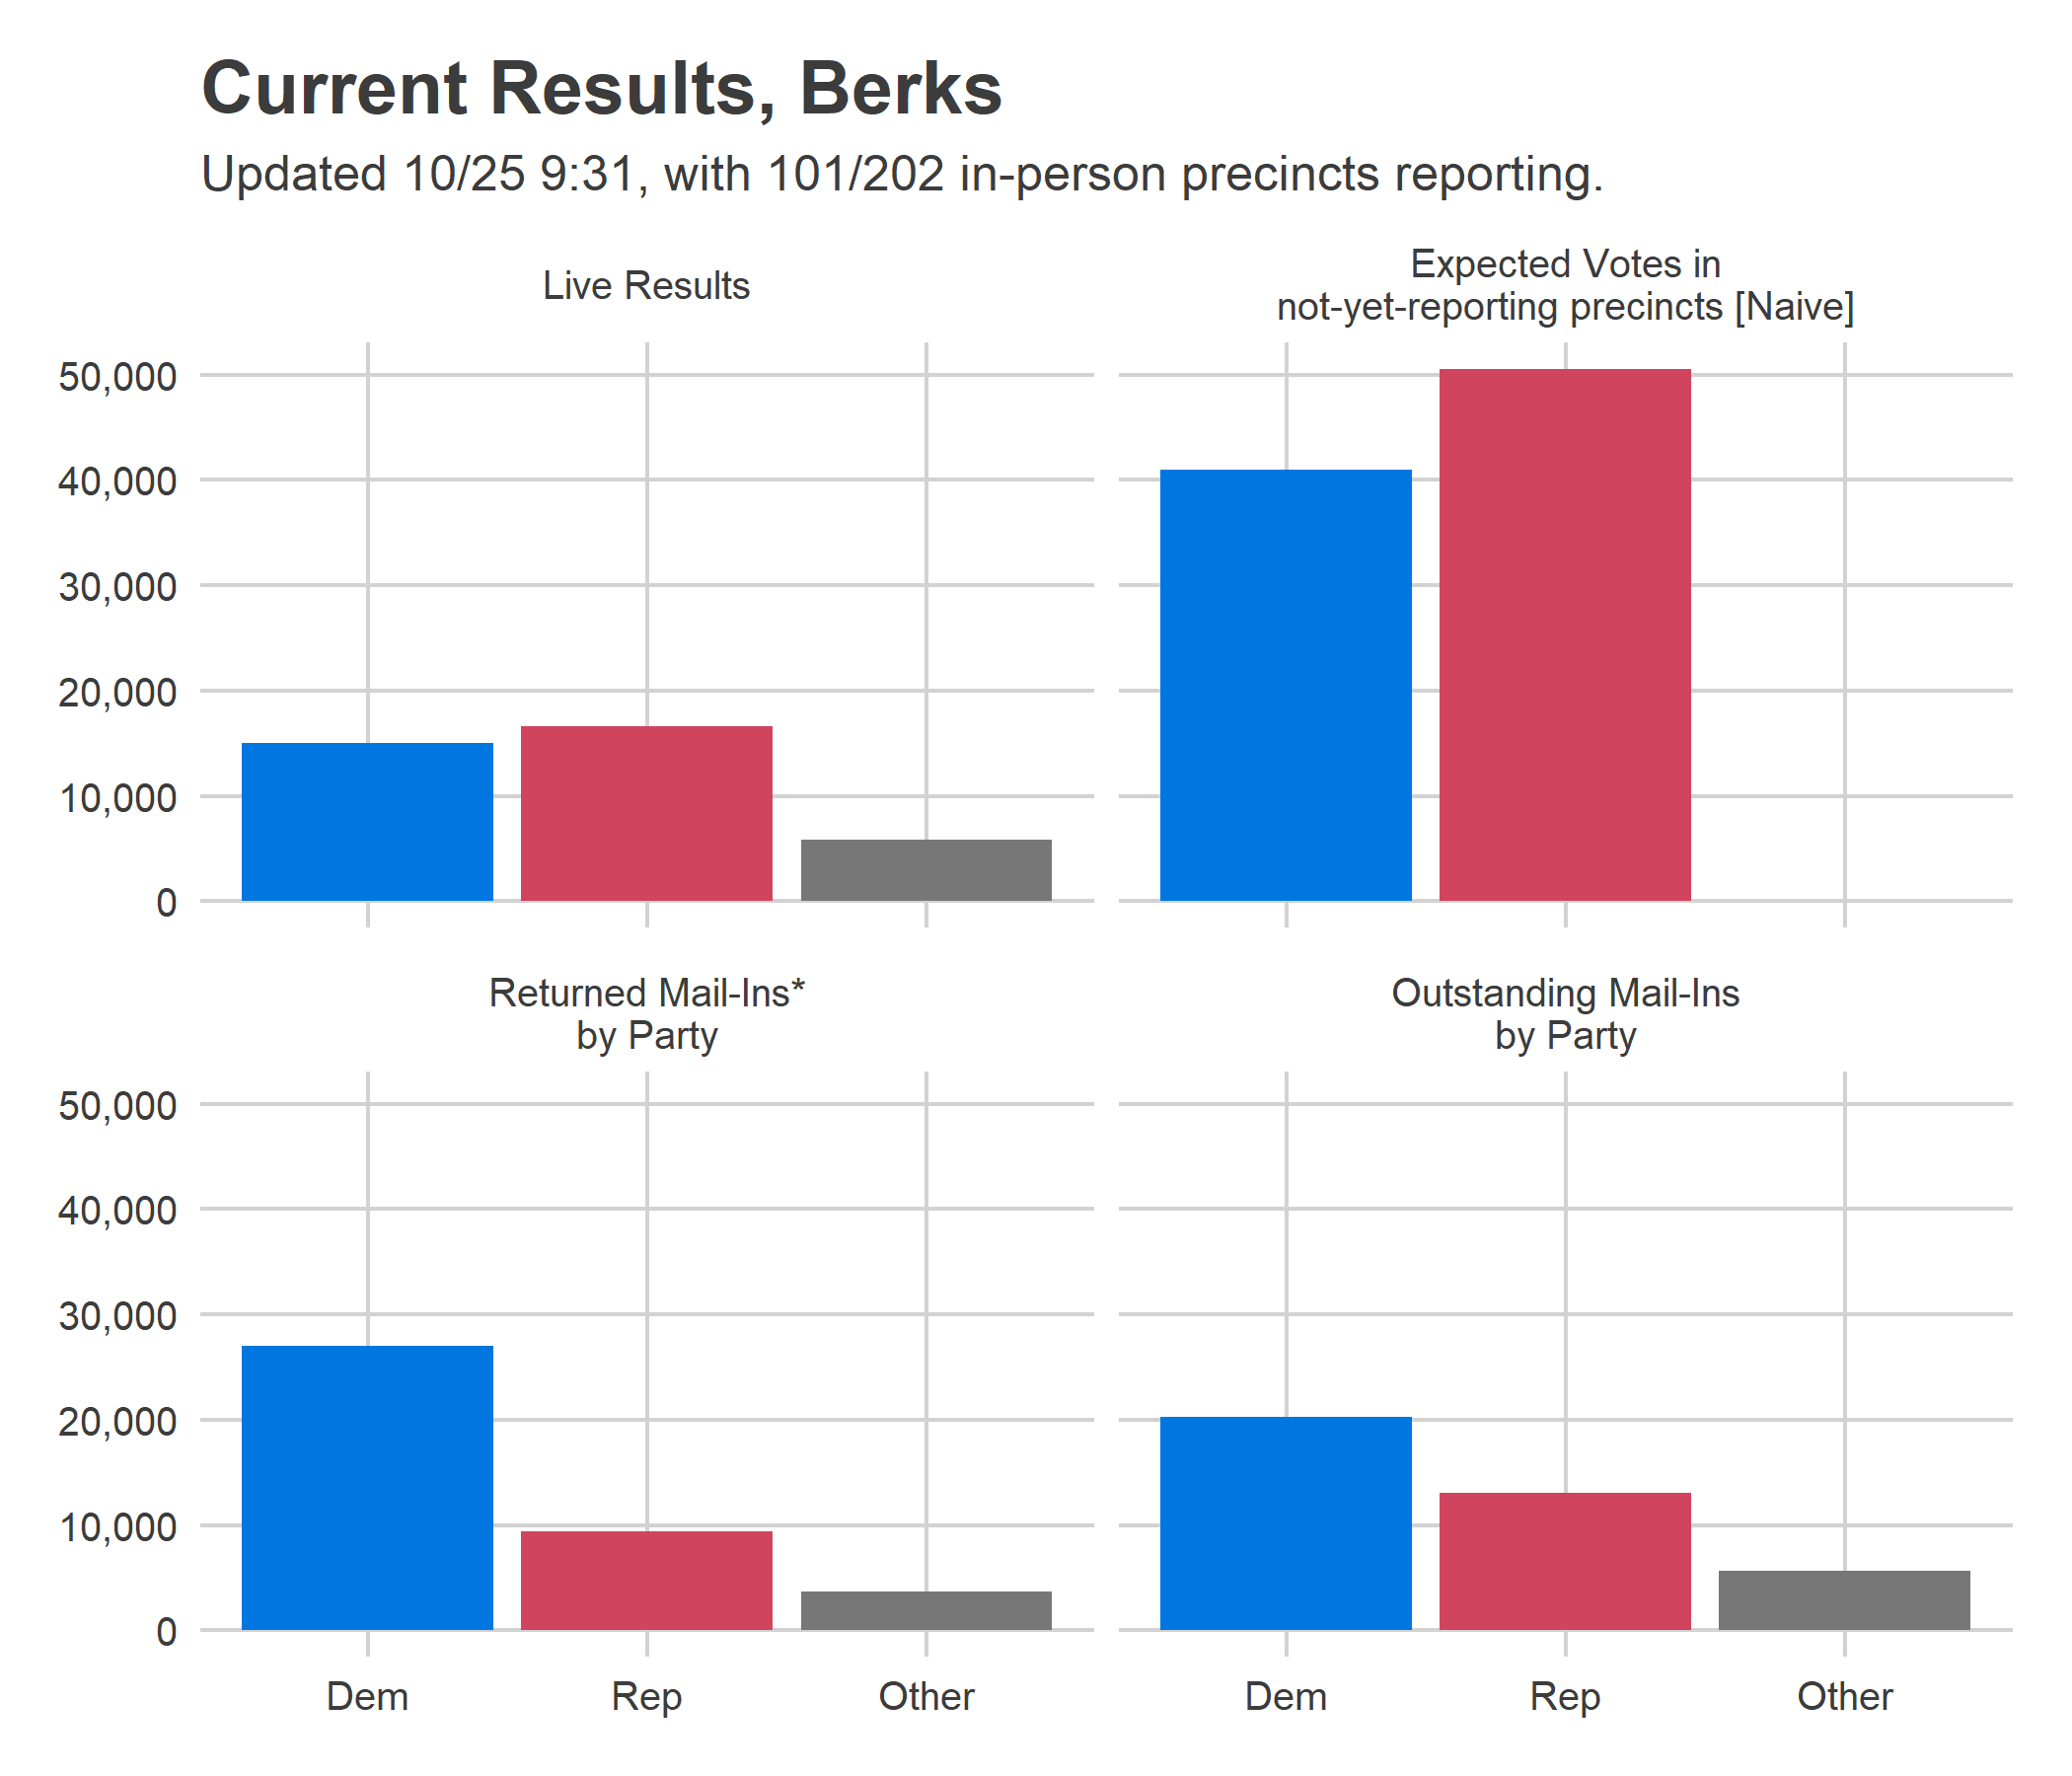 Current Results, Berks
Updated 10/25 9:31, with 101/202 in-person precincts reporting.
Live Results
Expected Votes in
not-yet-reporting precincts [Naive]
50,000
40,000
30,000
20,000
10,000
0
Returned Mail-Ins*
by Party
Outstanding Mail-Ins
by Party
50,000
40,000
30,000
20,000
10,000
0
Dem Rep Other
Dem Rep Other